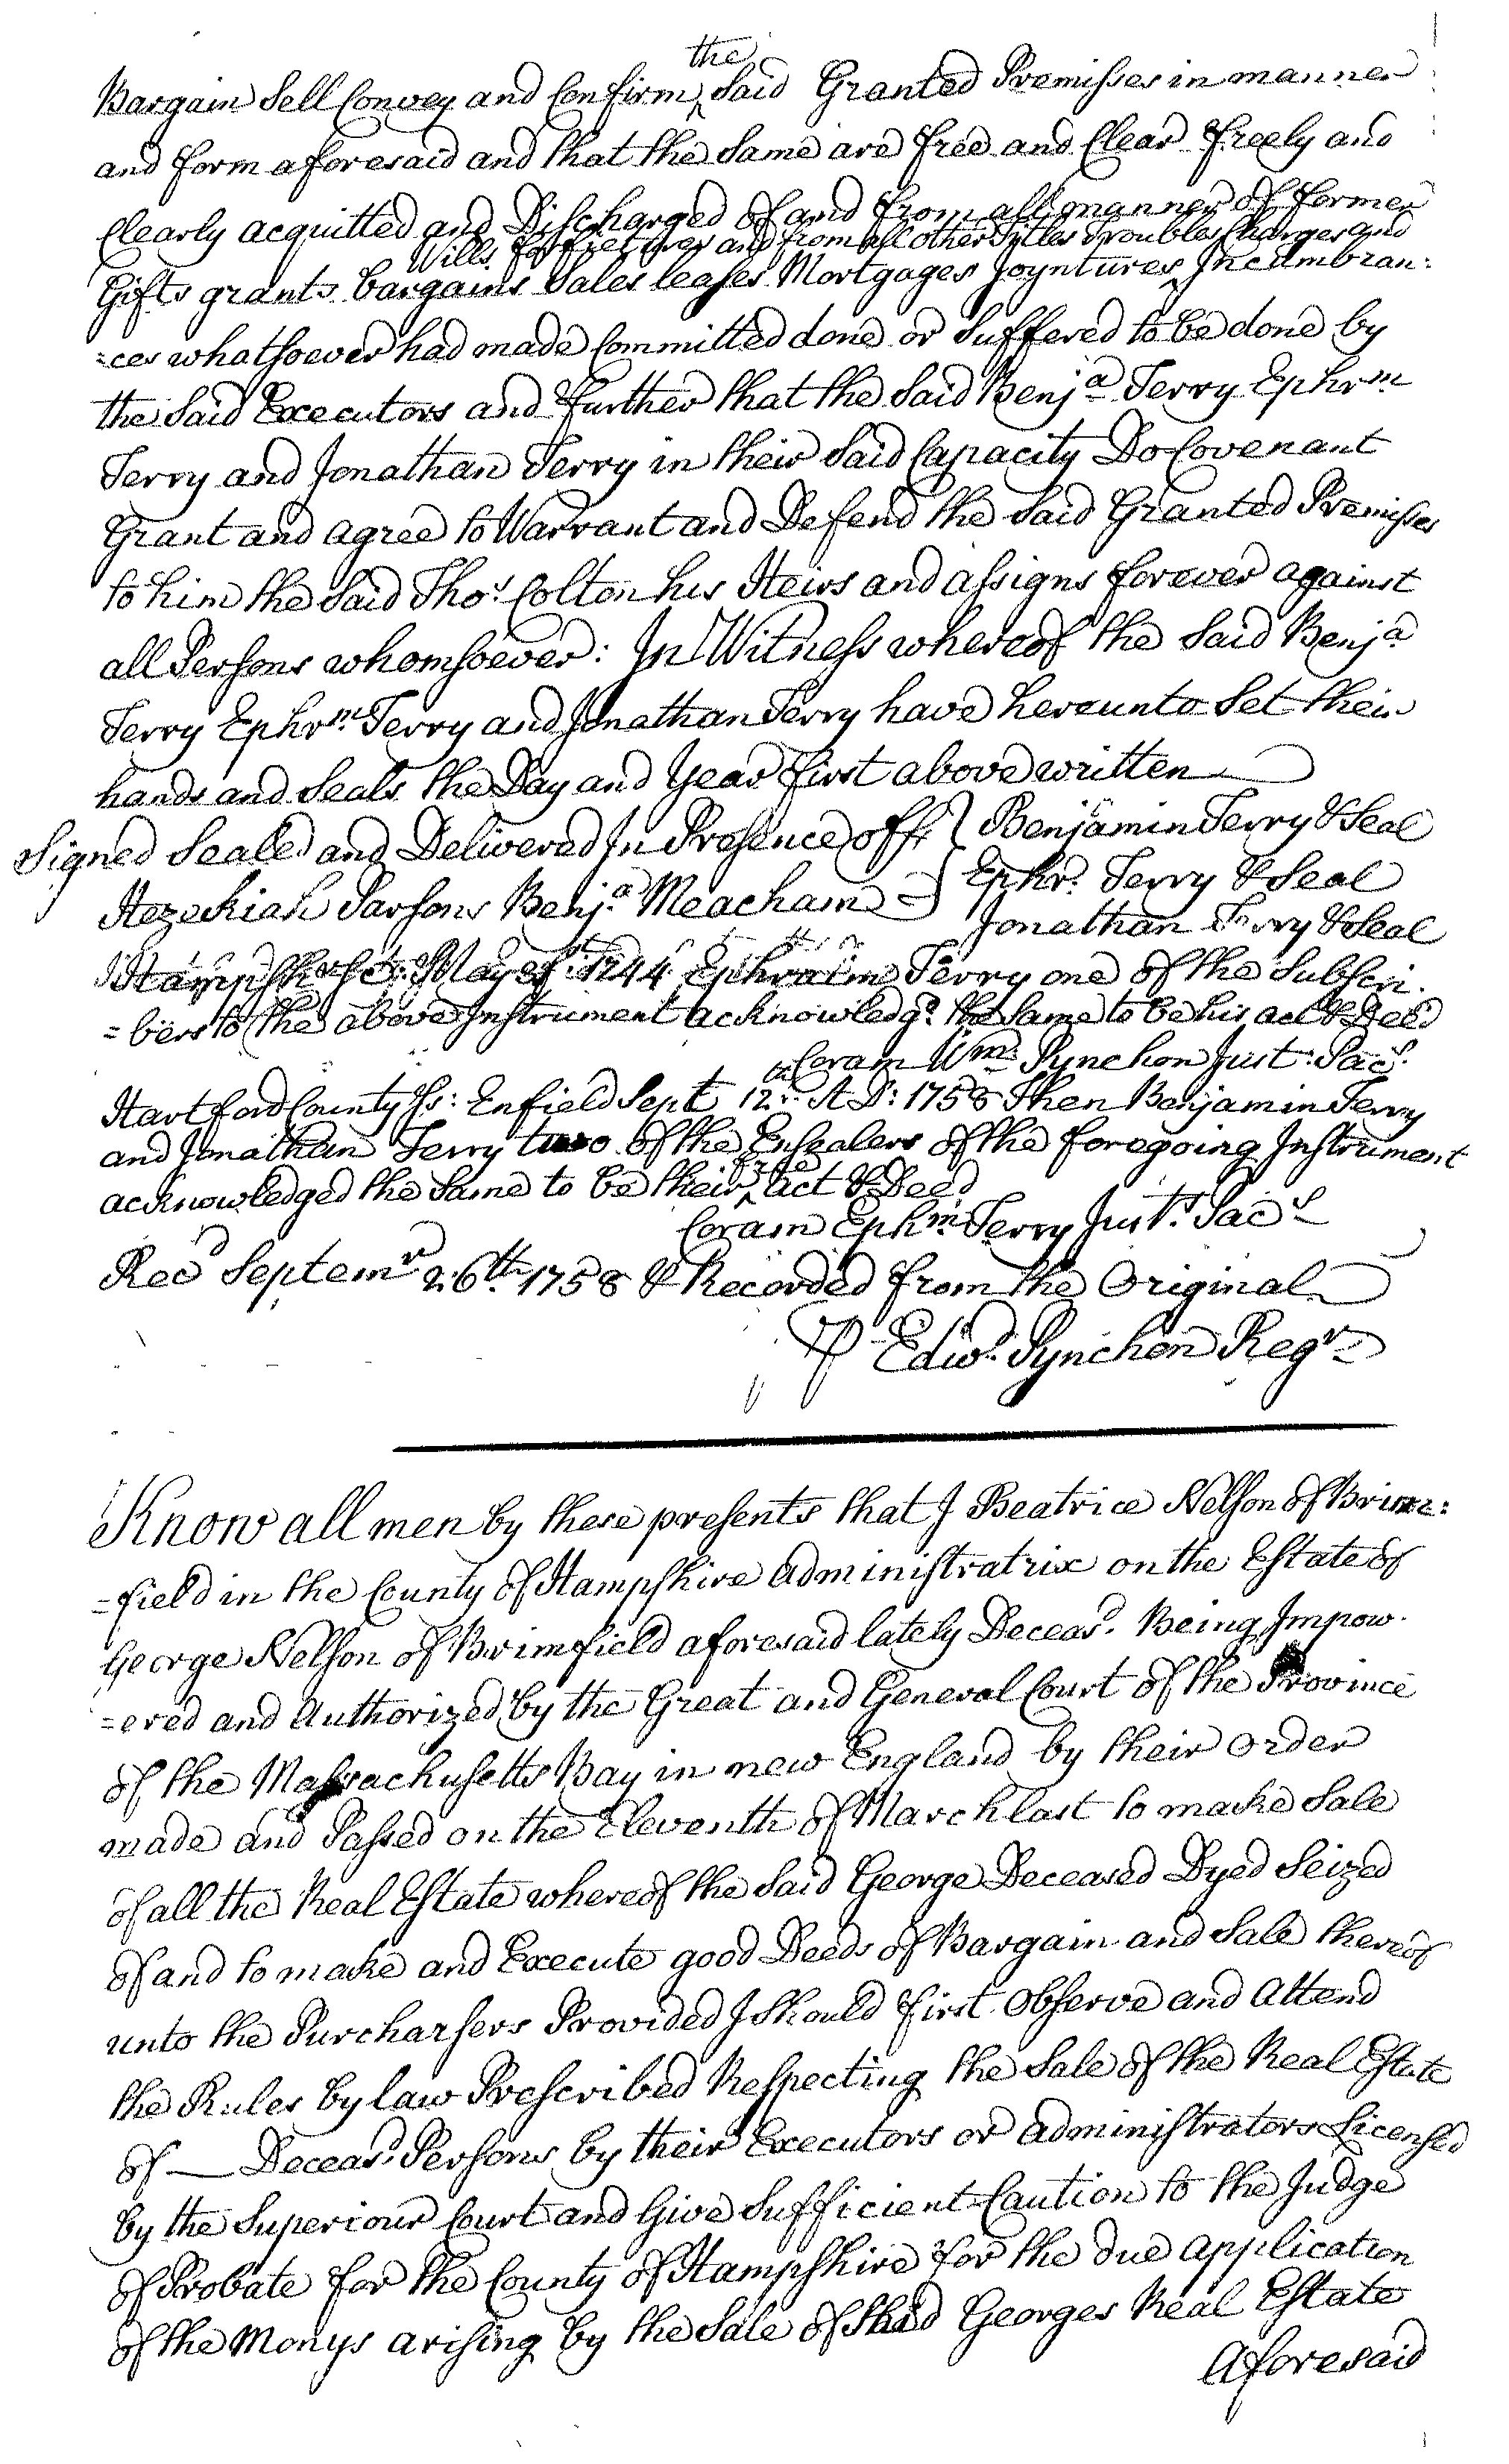 the
Bargain Sell Convey and Confirm ‸ Said Granted Premisses in manner
and form aforesaid and that the Same are free and Clear freely and
Clearly acquitted and Discharged of and from all manner of former
Wills Forfietures and from all other Titles Troubles Charges and
Gifts grants bargains Sales leases Mortgages Joyntures ‸ Incumbran:
=ces whatsoever had made Committed done or Suffered to be done by
the Said Executors and Further that the Said Benja Terry Ephrm
Terry and Jonathan Terry in their Said Capacity Do Covenant
Grant and agree to Warrant and Defend the Said Granted Premisses
to him the Said Thos Colton his Heirs and assigns forever against
all Persons whomsoever: In Witness whereof the Said Benja
Terry Ephrm Terry and Jonathan Terry have hereunto Set their
hands and Seals the Day and Year first above written
Signed Sealed and Delivered In Presence off: } Benjamin Terry & Seal
Hezekiah Parsons Benja Meacham } Ephr. Terry & Seal
Jonathan Terry & Seal
Hampshire Sc: May 1744 Ephraim Terry one of the Subscri.
=bers to the above Instrument acknowledgd the Same to be his act & Deed
Coram Wm Pynchon Just: Pacs.
Hartford County Ss: Enfield Sept 12th A D: 1758 Then Benjamin Terry
and Jonathan Terry two of the Ensealers of the foregoing Instrument
free
acknowledged the Same to be their ‸ act & Deed
Coram Ephm Terry Just. Pacs
Recd Septemr 26th 1758 & Recorded from the Original
P Edwd Pynchon Regr
Know all men by these presents that I Beatrice Nelson of Brim:
=field in the County of Hampshire administratrix on the Estate of
George Nelson of Brimfield aforesaid lately Deceasd. Being Impow.
=ered and Authorized by the Great and General Court of the Province
of the Massachusetts Bay in new England by their order
made and Passed on the Eleventh of March last to make Sale
of all the Real Estate whereof the Said George Deceased Dyed Seized
of and to make and Execute good Deeds of Bargain and Sale thereof
unto the Purcharsers Provided I should first Observe and Attend
the Rules by law Prescribed Respecting the Sale of the Real Estate
of — Deceasd Persons by their Executors or administrators Licensed
by the Superiour Court and Give Sufficient Caution to the Judge
of Probate for the County of Hampshire for the due application
of the Monys arising by the Sale of Said Georges Real Estate
Aforesaid